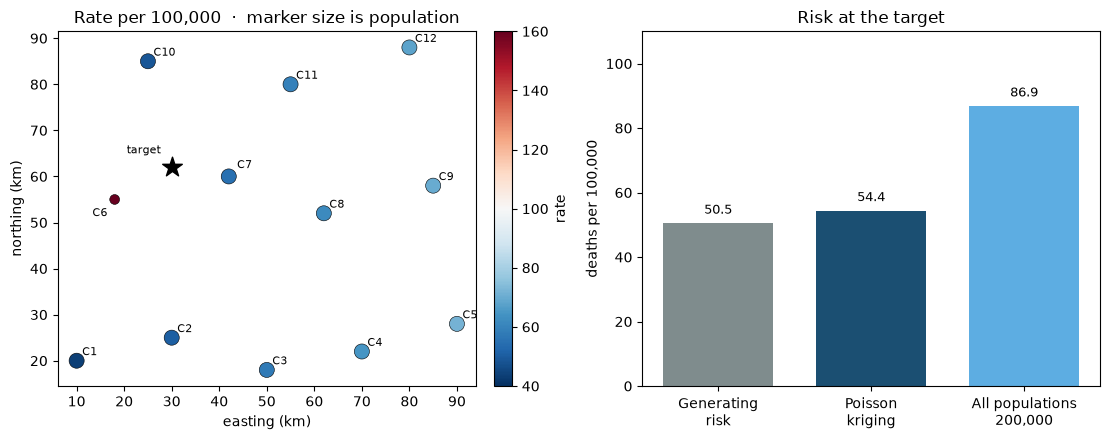 Rate per 100,000 · marker size is population
90
80
70
60
50
40
30
20
10
20
30
40
50
60
70
80
90
northing (km)
easting (km)
C10
C12
C11
target
C7
C6
C9
C8
C5
C2
C1
C4
C3
160
140
120
100
80
60
40
rate
Risk at the target
deaths per 100,000
100
80
60
40
20
0
50.5
54.4
86.9
Generating
risk
Poisson
kriging
All populations
200,000